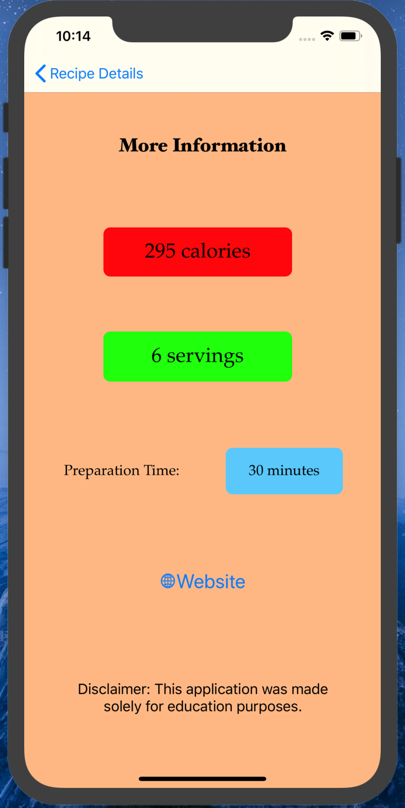 10:14
Recipe Details
More Information
295 calories
6 servings
Preparation Time: 30 minutes
Website
Disclaimer: This application was made
solely for education purposes.